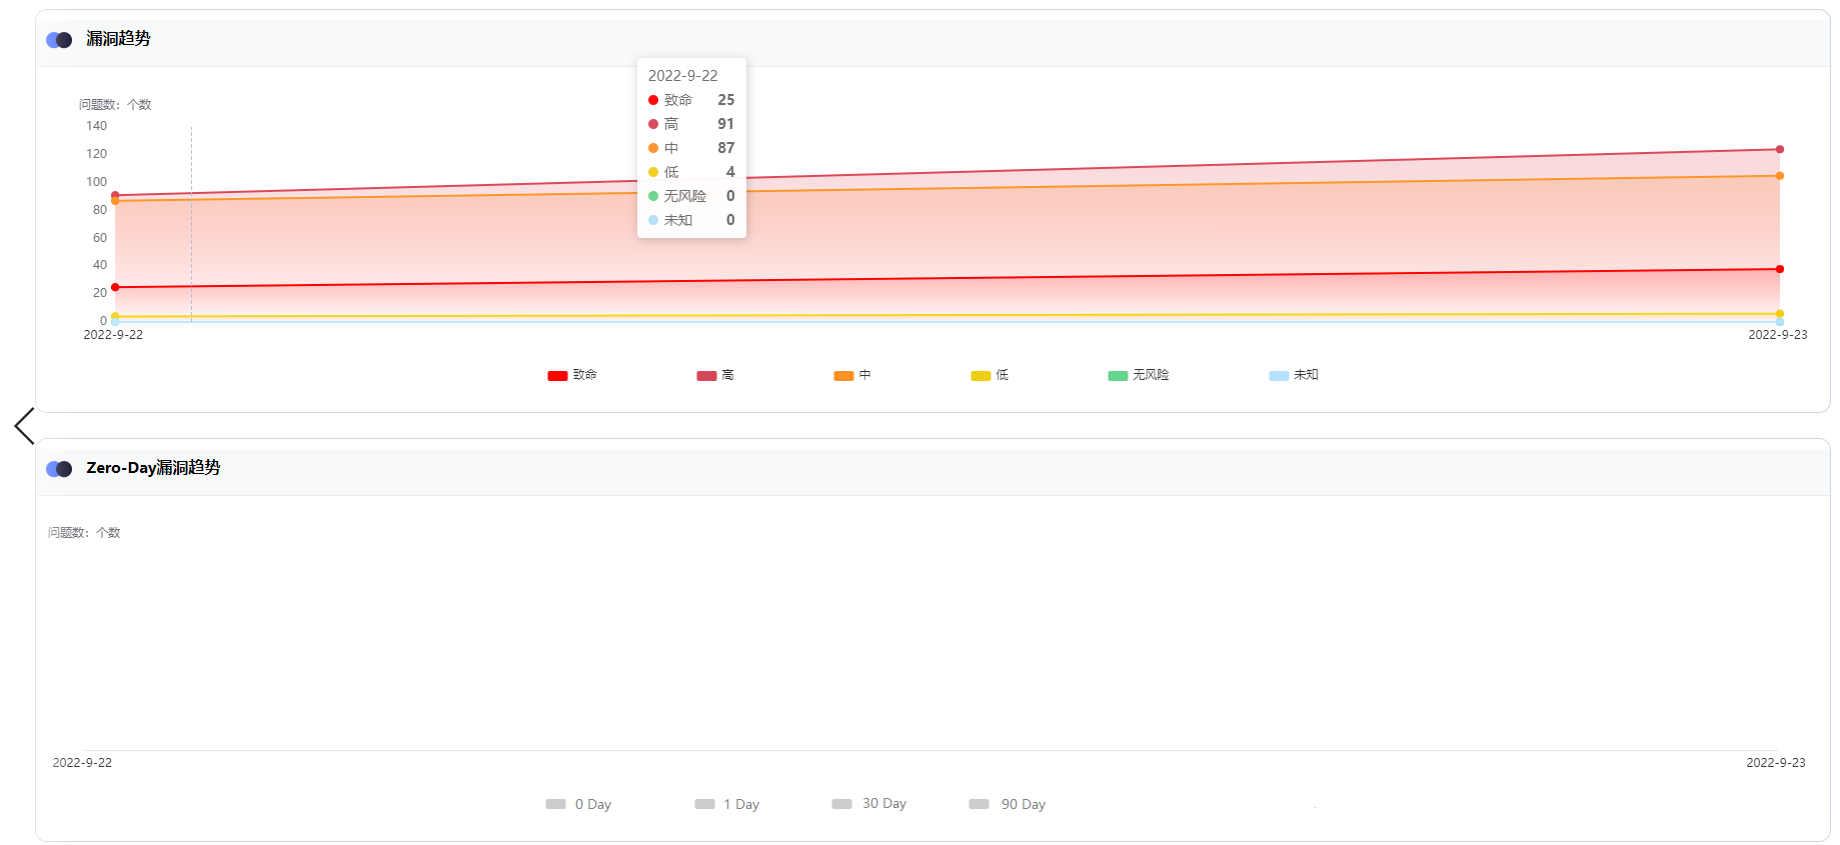 漏洞趋势
2022-9-22
致命 25
高 91
中 87
低 4
无风险 0
未知 0
问题数：个数
140
120
100
80
60
40
20
0
2022-9-22 2022-9-23
致命 高 中 低 无风险 未知
Zero-Day漏洞趋势
问题数：个数
2022-9-22 2022-9-23
0 Day 1 Day 30 Day 90 Day